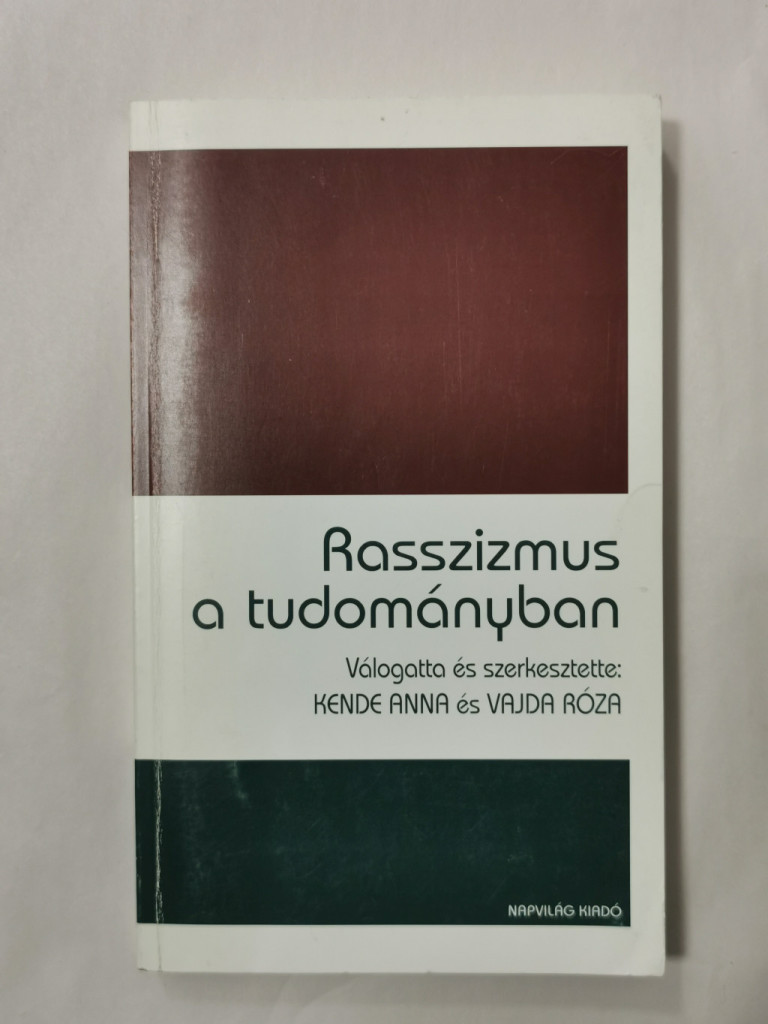 Rasszizmus
a tudományban
Válogatta és szerkesztette:
KENDE ANNA és VAJDA RÓZA
NAPVILÁG KIADÓ